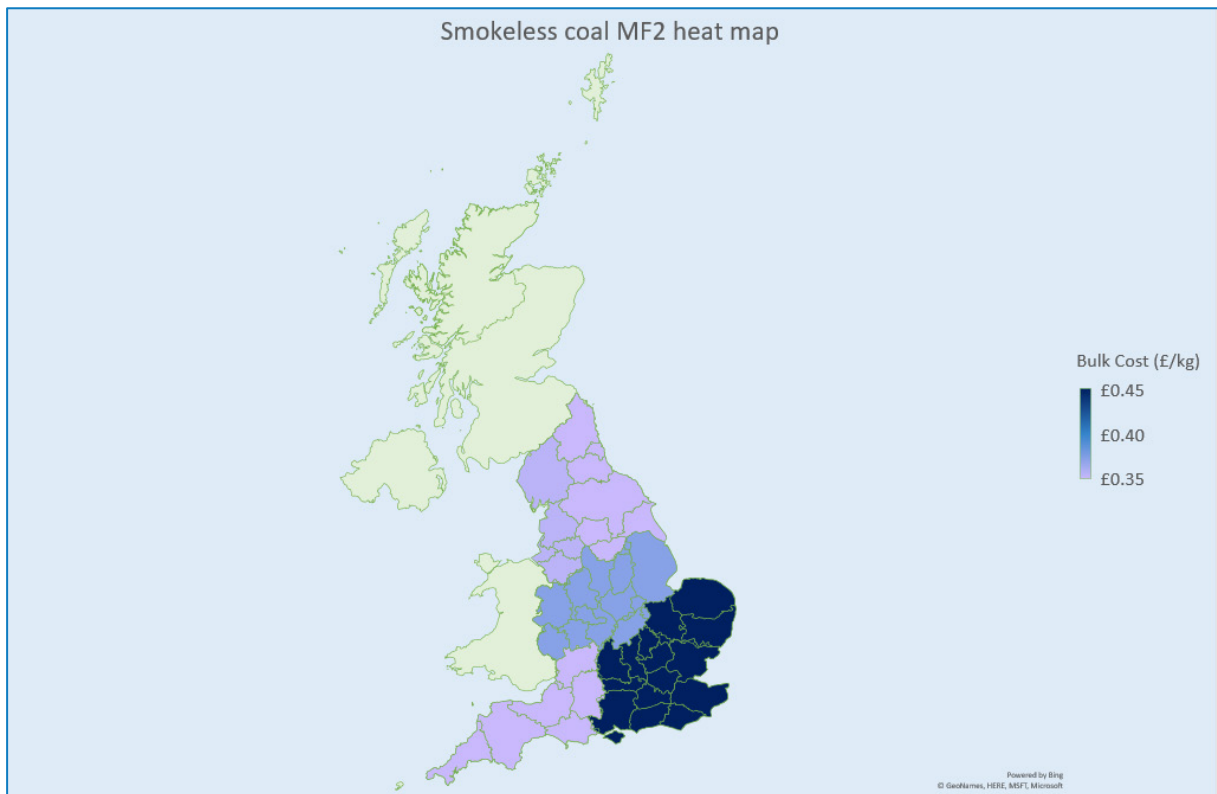 Smokeless coal MF2 heat map
Bulk Cost (£/kg)
£0.45
£0.40
£0.35
Powered by Bing
© GeoNames, HERE, MSFT, Microsoft